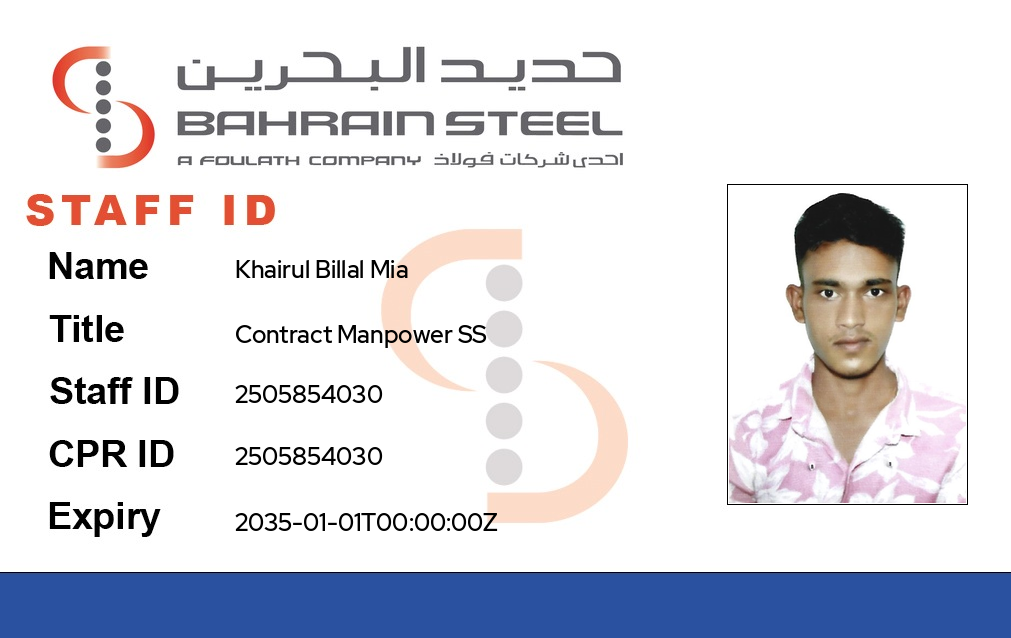 حديد البحرين
BAHRAIN STEEL
A FOULATH COMPANY احدى شركات فولاذ
STAFF ID
Name Khairul Billal Mia
Title Contract Manpower SS
Staff ID 2505854030
CPR ID 2505854030
Expiry 2035-01-01T00:00:00Z